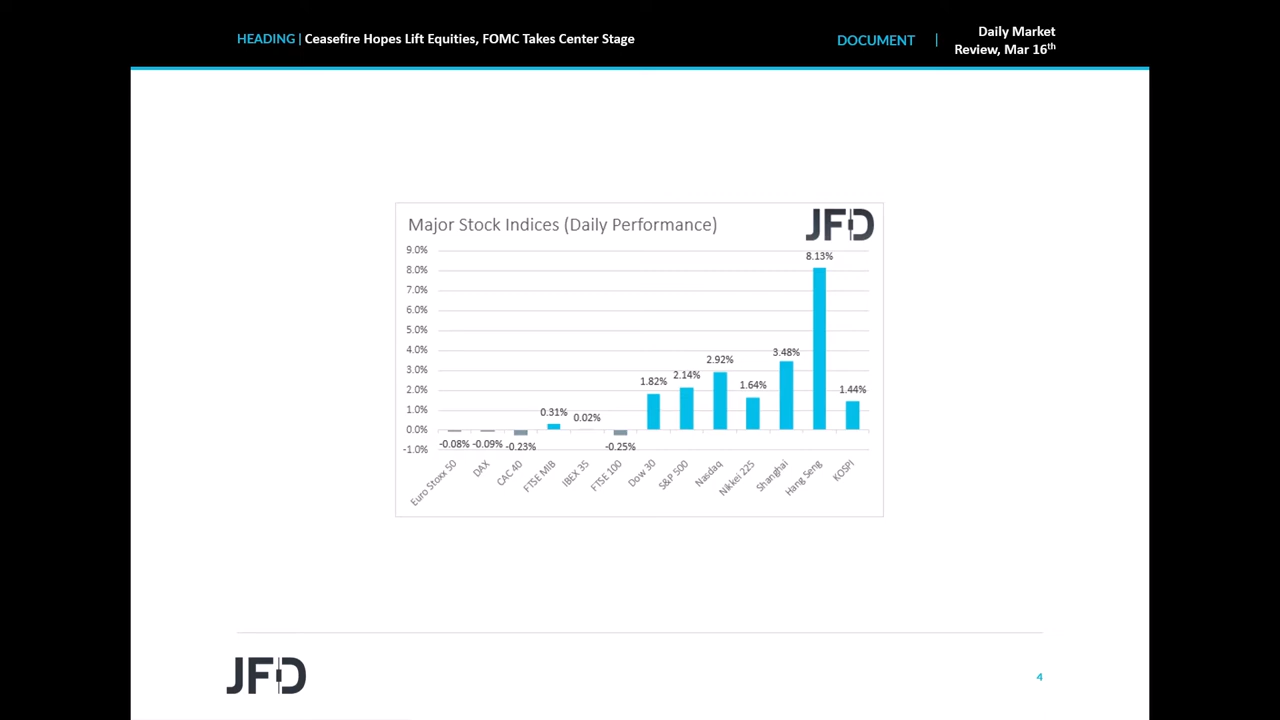 HEADING | Ceasefire Hopes Lift Equities, FOMC Takes Center Stage
DOCUMENT |
Daily Market
Review, Mar 16th
Major Stock Indices (Daily Performance)
JFD
9.0%
8.0%
7.0%
6.0%
5.0%
4.0%
3.0%
2.0%
1.0%
0.0%
-1.0%
-0.08%
-0.09%
-0.23%
0.31%
0.02%
-0.25%
1.82%
2.14%
2.92%
1.64%
3.48%
8.13%
1.44%
Euro Stoxx 50
DAX
CAC 40
FTSE MIB
IBEX 35
FTSE 100
Dow 30
S&P 500
Nasdaq
Nikkei 225
Shanghai
Hang Seng
KOSPI
JFD
4